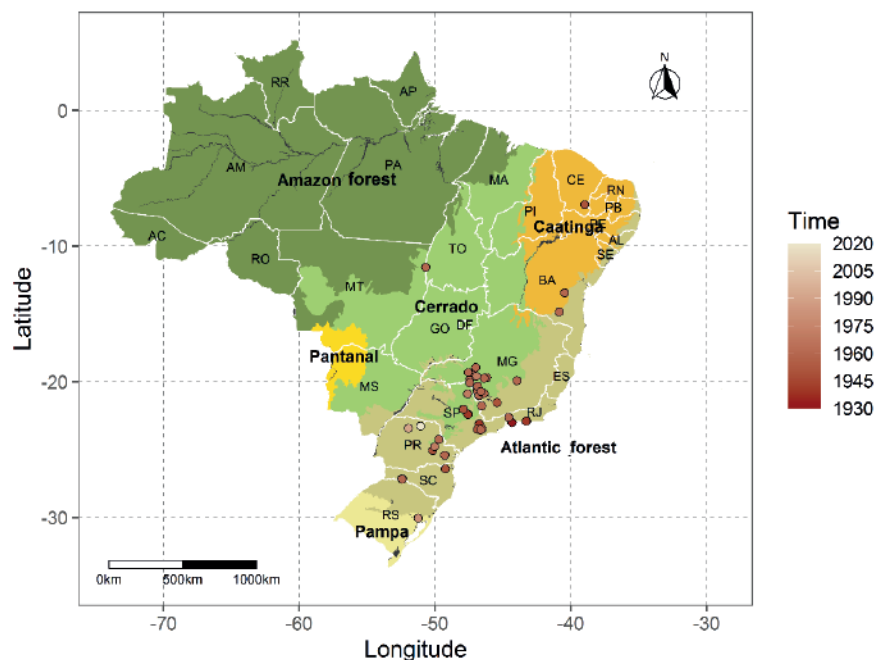 N
RR
AP
0
AM
PA
Amazon forest
MA
CE
RN
PB
PI
PE
Caatinga
AC
AL
SE
-10
RO
TO
BA
MT
Cerrado
GO
DF
Pantanal
MG
MS
ES
-20
SP
RJ
PR
Atlantic forest
SC
RS
-30
Pampa
0km
500km
1000km
-70
-60
-50
-40
-30
Longitude
Latitude
Time
2020
2005
1990
1975
1960
1945
1930